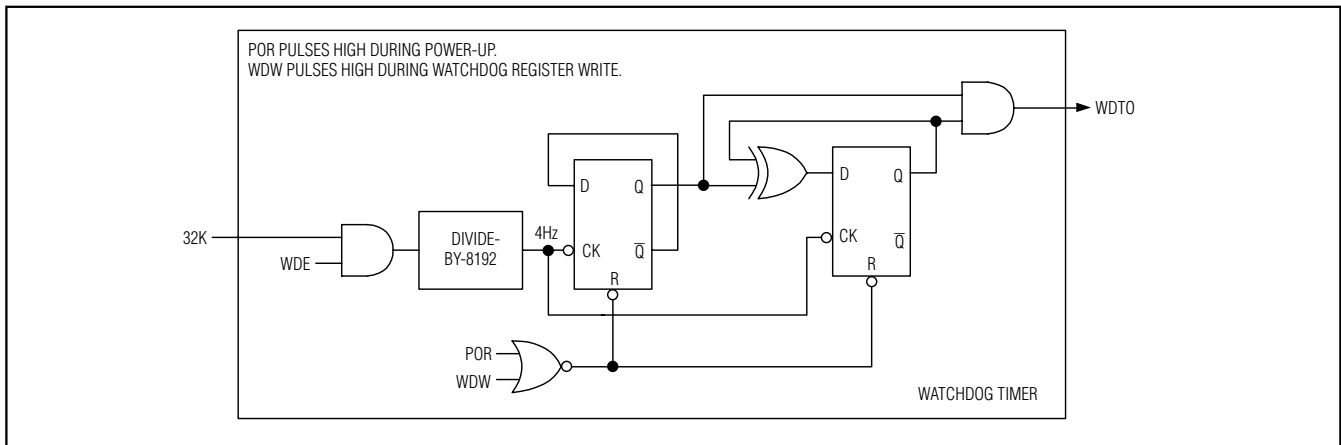 POR PULSES HIGH DURING POWER-UP.
WDW PULSES HIGH DURING WATCHDOG REGISTER WRITE.
WDTO
D
Q
D
Q
32K
DIVIDE-
BY-8192
4Hz
CK
Q
CK
Q
WDE
R
R
POR
WDW
WATCHDOG TIMER